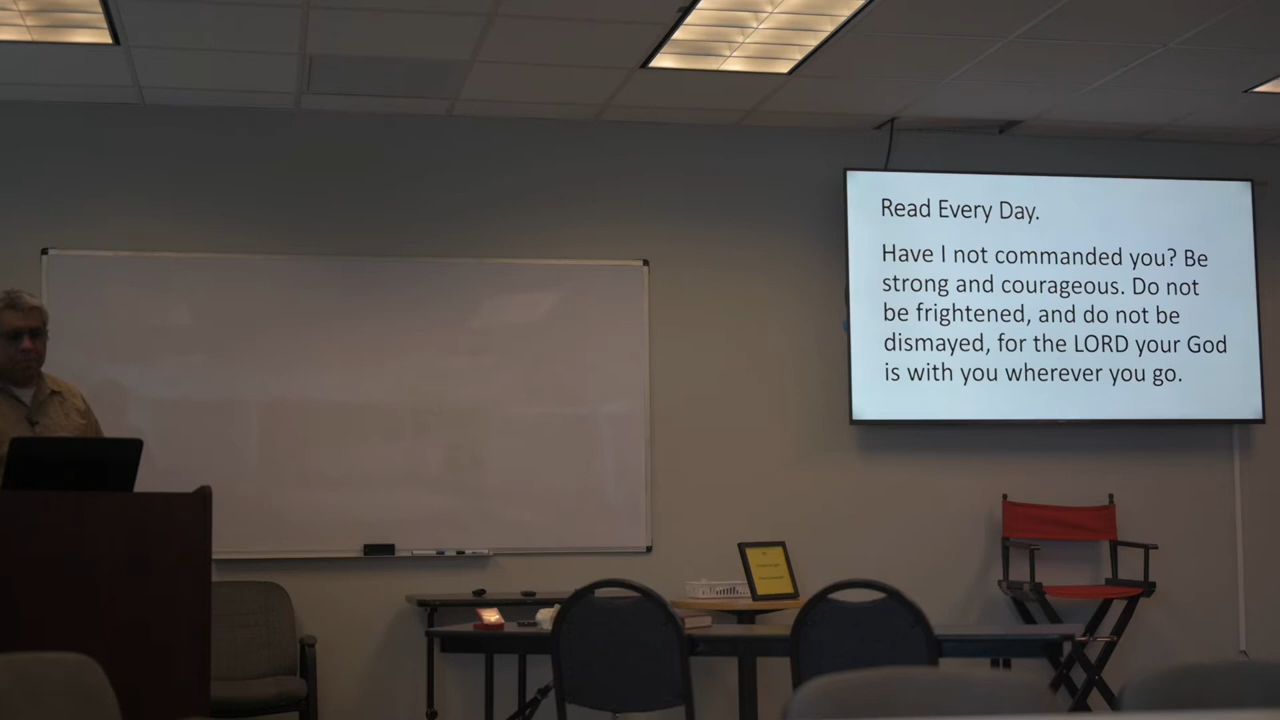 Read Every Day.
Have I not commanded you? Be
strong and courageous. Do not
be frightened, and do not be
dismayed, for the LORD your God
is with you wherever you go.